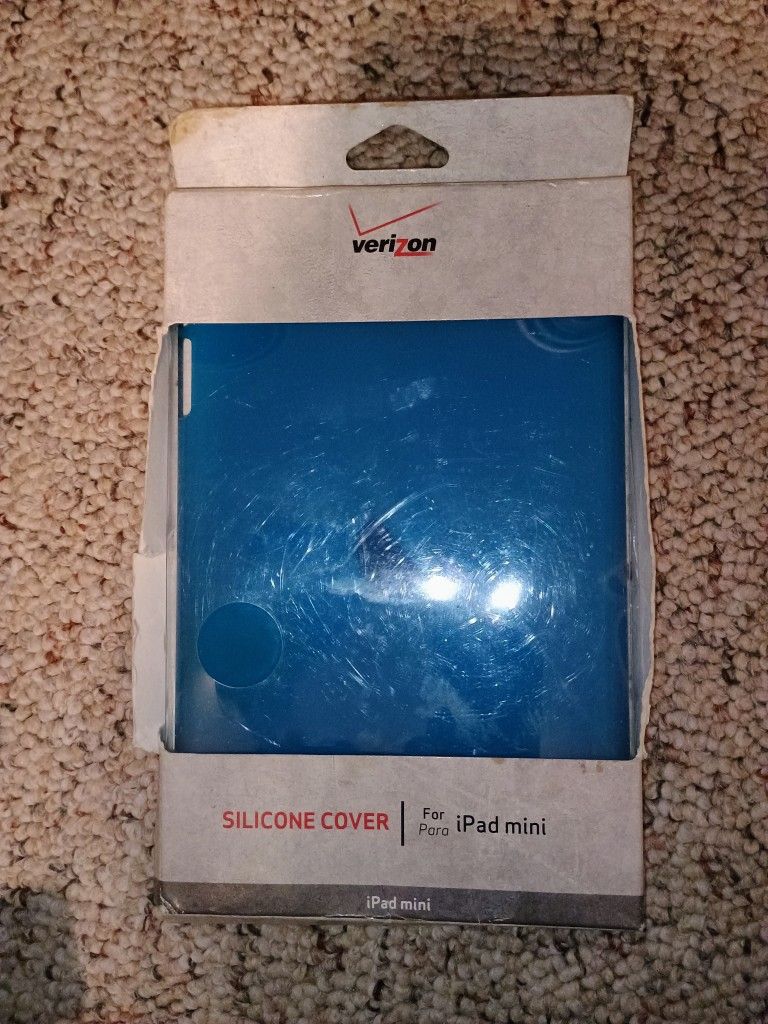 verizon
SILICONE COVER
For
Para
iPad mini
iPad mini